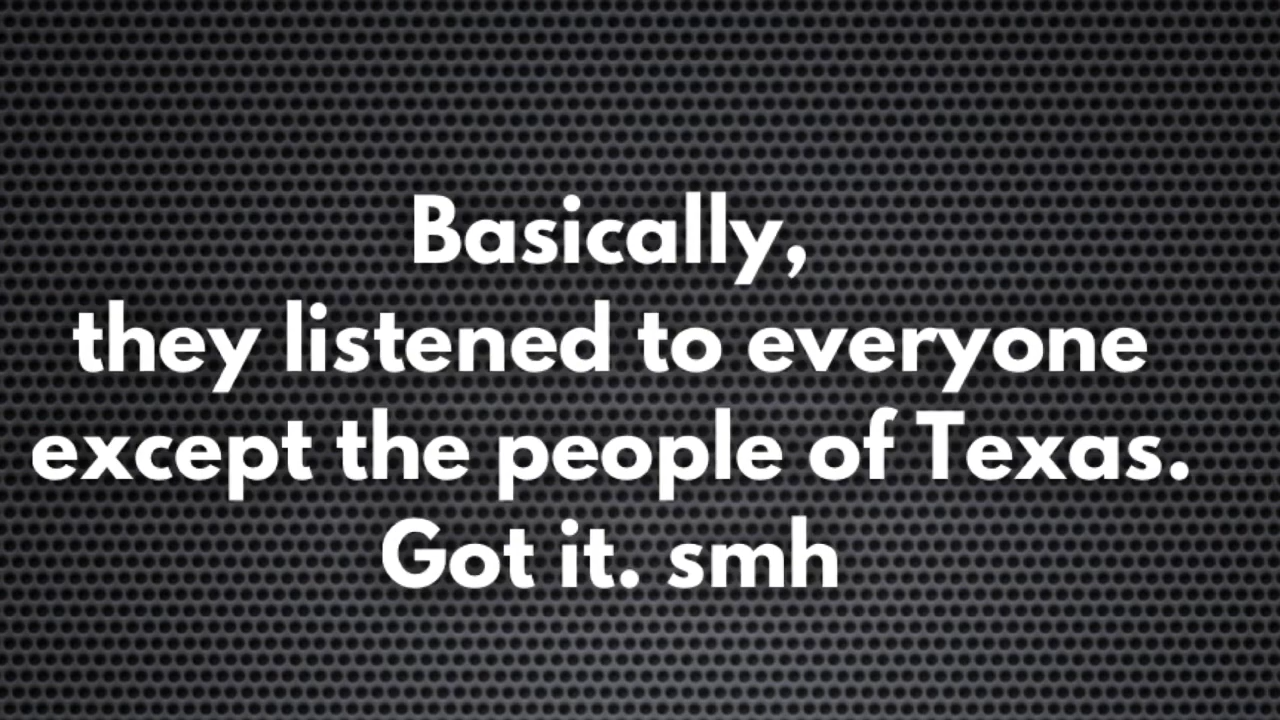 Basically,
they listened to everyone
except the people of Texas.
Got it. smh